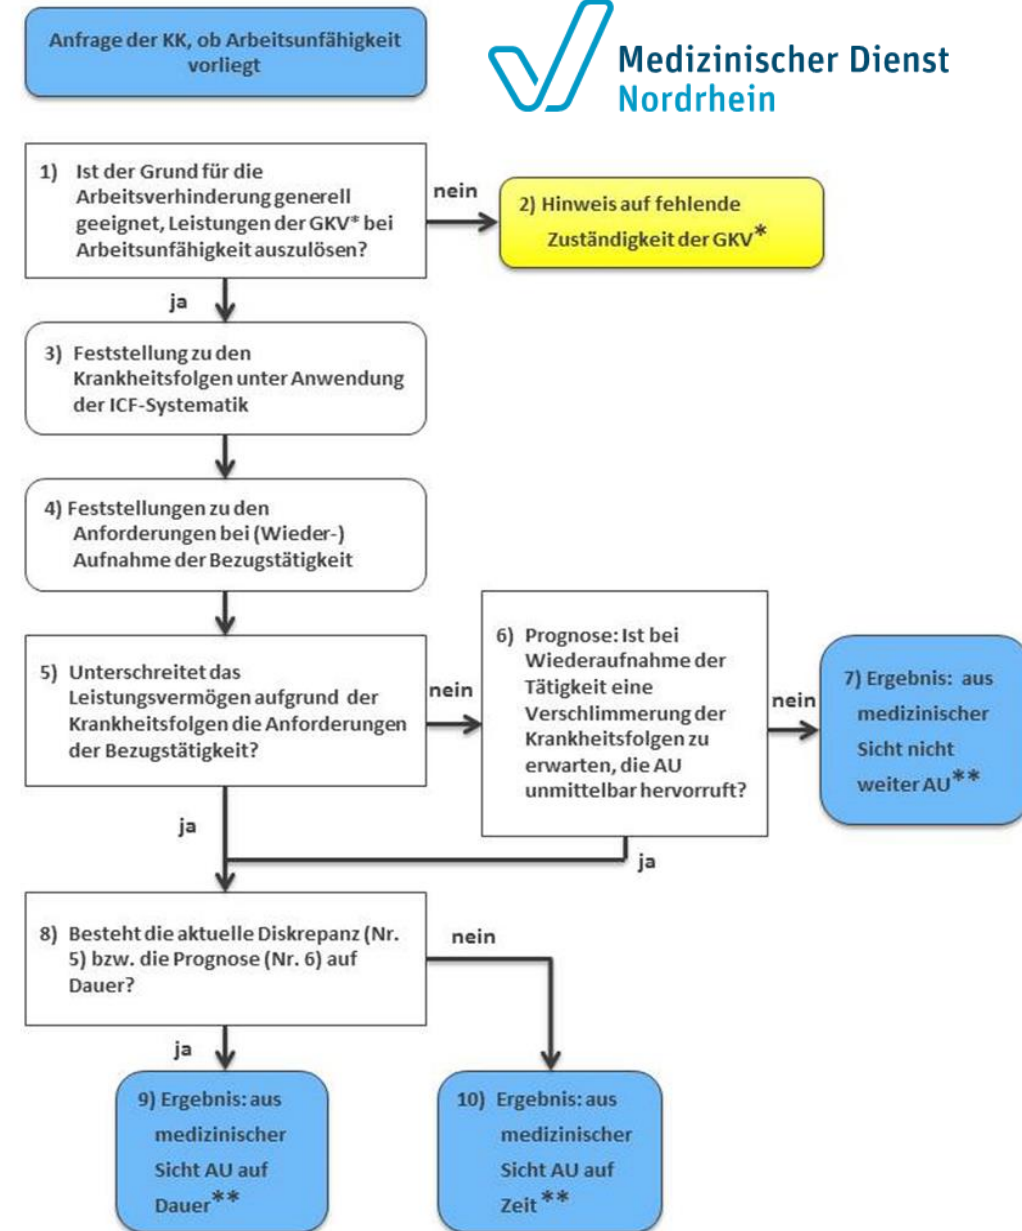 Anfrage der KK, ob Arbeitsunfähigkeit
vorliegt
Medizinischer Dienst
Nordrhein
1) Ist der Grund für die
Arbeitsverhinderung generell
geeignet, Leistungen der GKV* bei
Arbeitsunfähigkeit auszulösen?
nein
2) Hinweis auf fehlende
Zuständigkeit der GKV*
ja
3) Feststellung zu den
Krankheitsfolgen unter Anwendung
der ICF-Systematik
4) Feststellungen zu den
Anforderungen bei (Wieder-)
Aufnahme der Bezugstätigkeit
5) Unterschreitet das
Leistungsvermögen aufgrund der
Krankheitsfolgen die Anforderungen
der Bezugstätigkeit?
nein
6) Prognose: Ist bei
Wiederaufnahme der
Tätigkeit eine
Verschlimmerung der
Krankheitsfolgen zu
erwarten, die AU
unmittelbar hervorruft?
nein
7) Ergebnis: aus
medizinischer
Sicht nicht
weiter AU**
ja
ja
8) Besteht die aktuelle Diskrepanz (Nr.
5) bzw. die Prognose (Nr. 6) auf
Dauer?
nein
ja
9) Ergebnis: aus
medizinischer
Sicht AU auf
Dauer**
10) Ergebnis: aus
medizinischer
Sicht AU auf
Zeit**